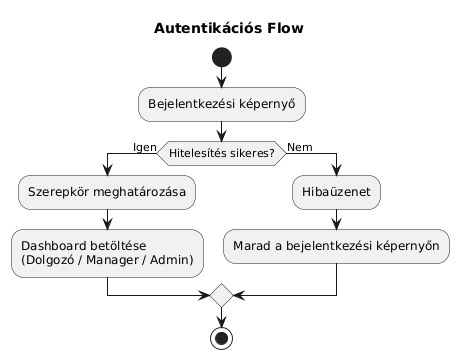 Autentikációs Flow
Bejelentkezési képernyő
Hitelesítés sikeres?
Igen
Nem
Szerepkör meghatározása
Hibaüzenet
Dashboard betöltése
(Dolgozó / Manager / Admin)
Marad a bejelentkezési képernyőn